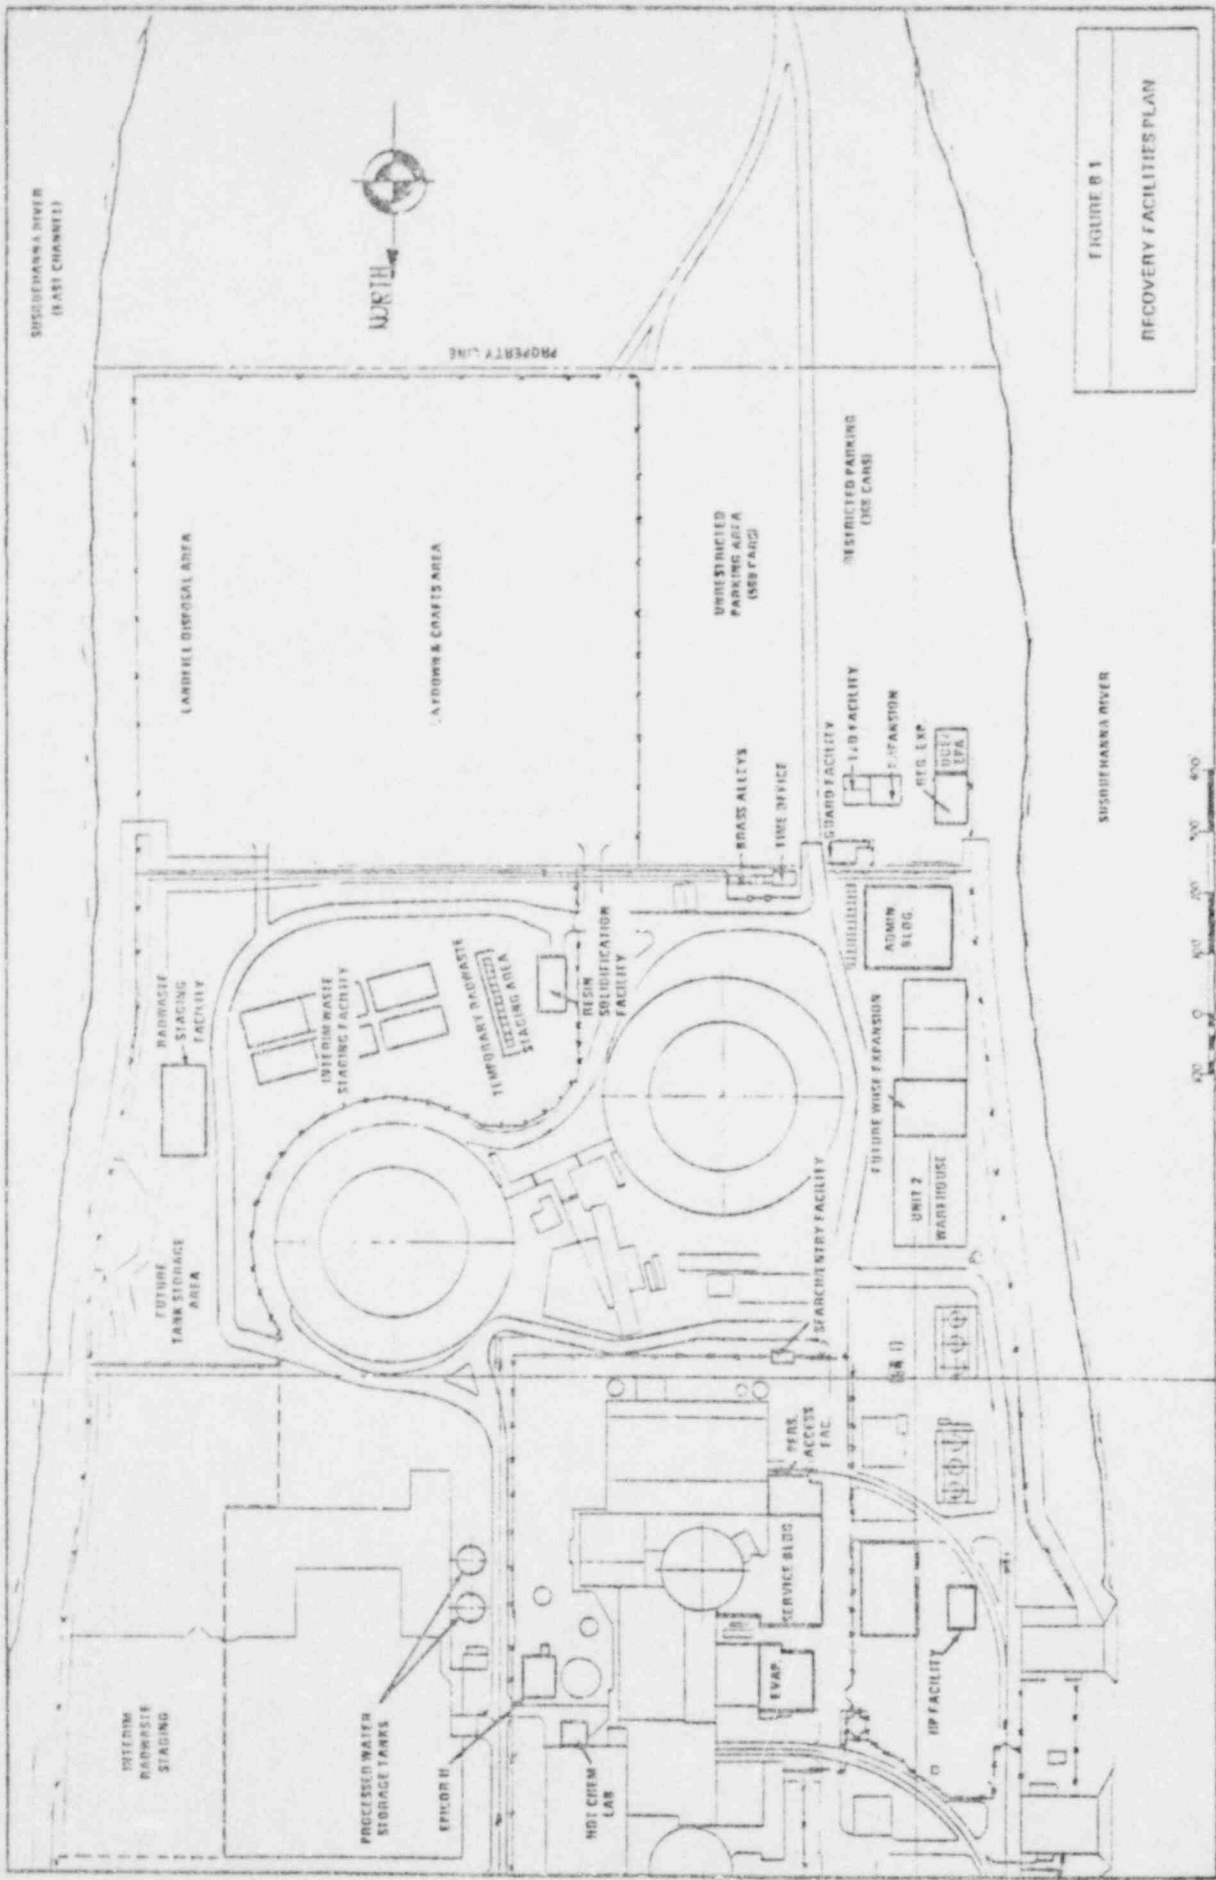 SUSQUEHANNA RIVER
(EAST CHANNEL)
NORTH
PROPERTY LINE
FIGURE B 1
RECOVERY FACILITIES PLAN
LANDFILL DISPOSAL AREA
LAYDOWN & CRAFTS AREA
UNRESTRICTED
PARKING AREA
RESTRICTED PARKING
BRASS ALLEYS
TIME OFFICE
GUARD FACILITY
FACILITY
EXPANSION
REG. EXP.
EPA
SUSQUEHANNA RIVER
RADWASTE
STAGING
FACILITY
INTERIM WASTE
STAGING FACILITY
TEMPORARY RADWASTE
STAGING AREA
RESIN
SOLIDIFICATION
FACILITY
ADMIN
BLDG.
FUTURE WHSE EXPANSION
UNIT 2
WAREHOUSE
FUTURE
TANK STORAGE
AREA
SEARCH/ENTRY FACILITY
PERS.
ACCESS
FAC.
SERVICE BLDG
EVAP.
HP FACILITY
INTERIM
RADWASTE
STAGING
PROCESSED WATER
STORAGE TANKS
EPICOR II
HOT CHEM
LAB